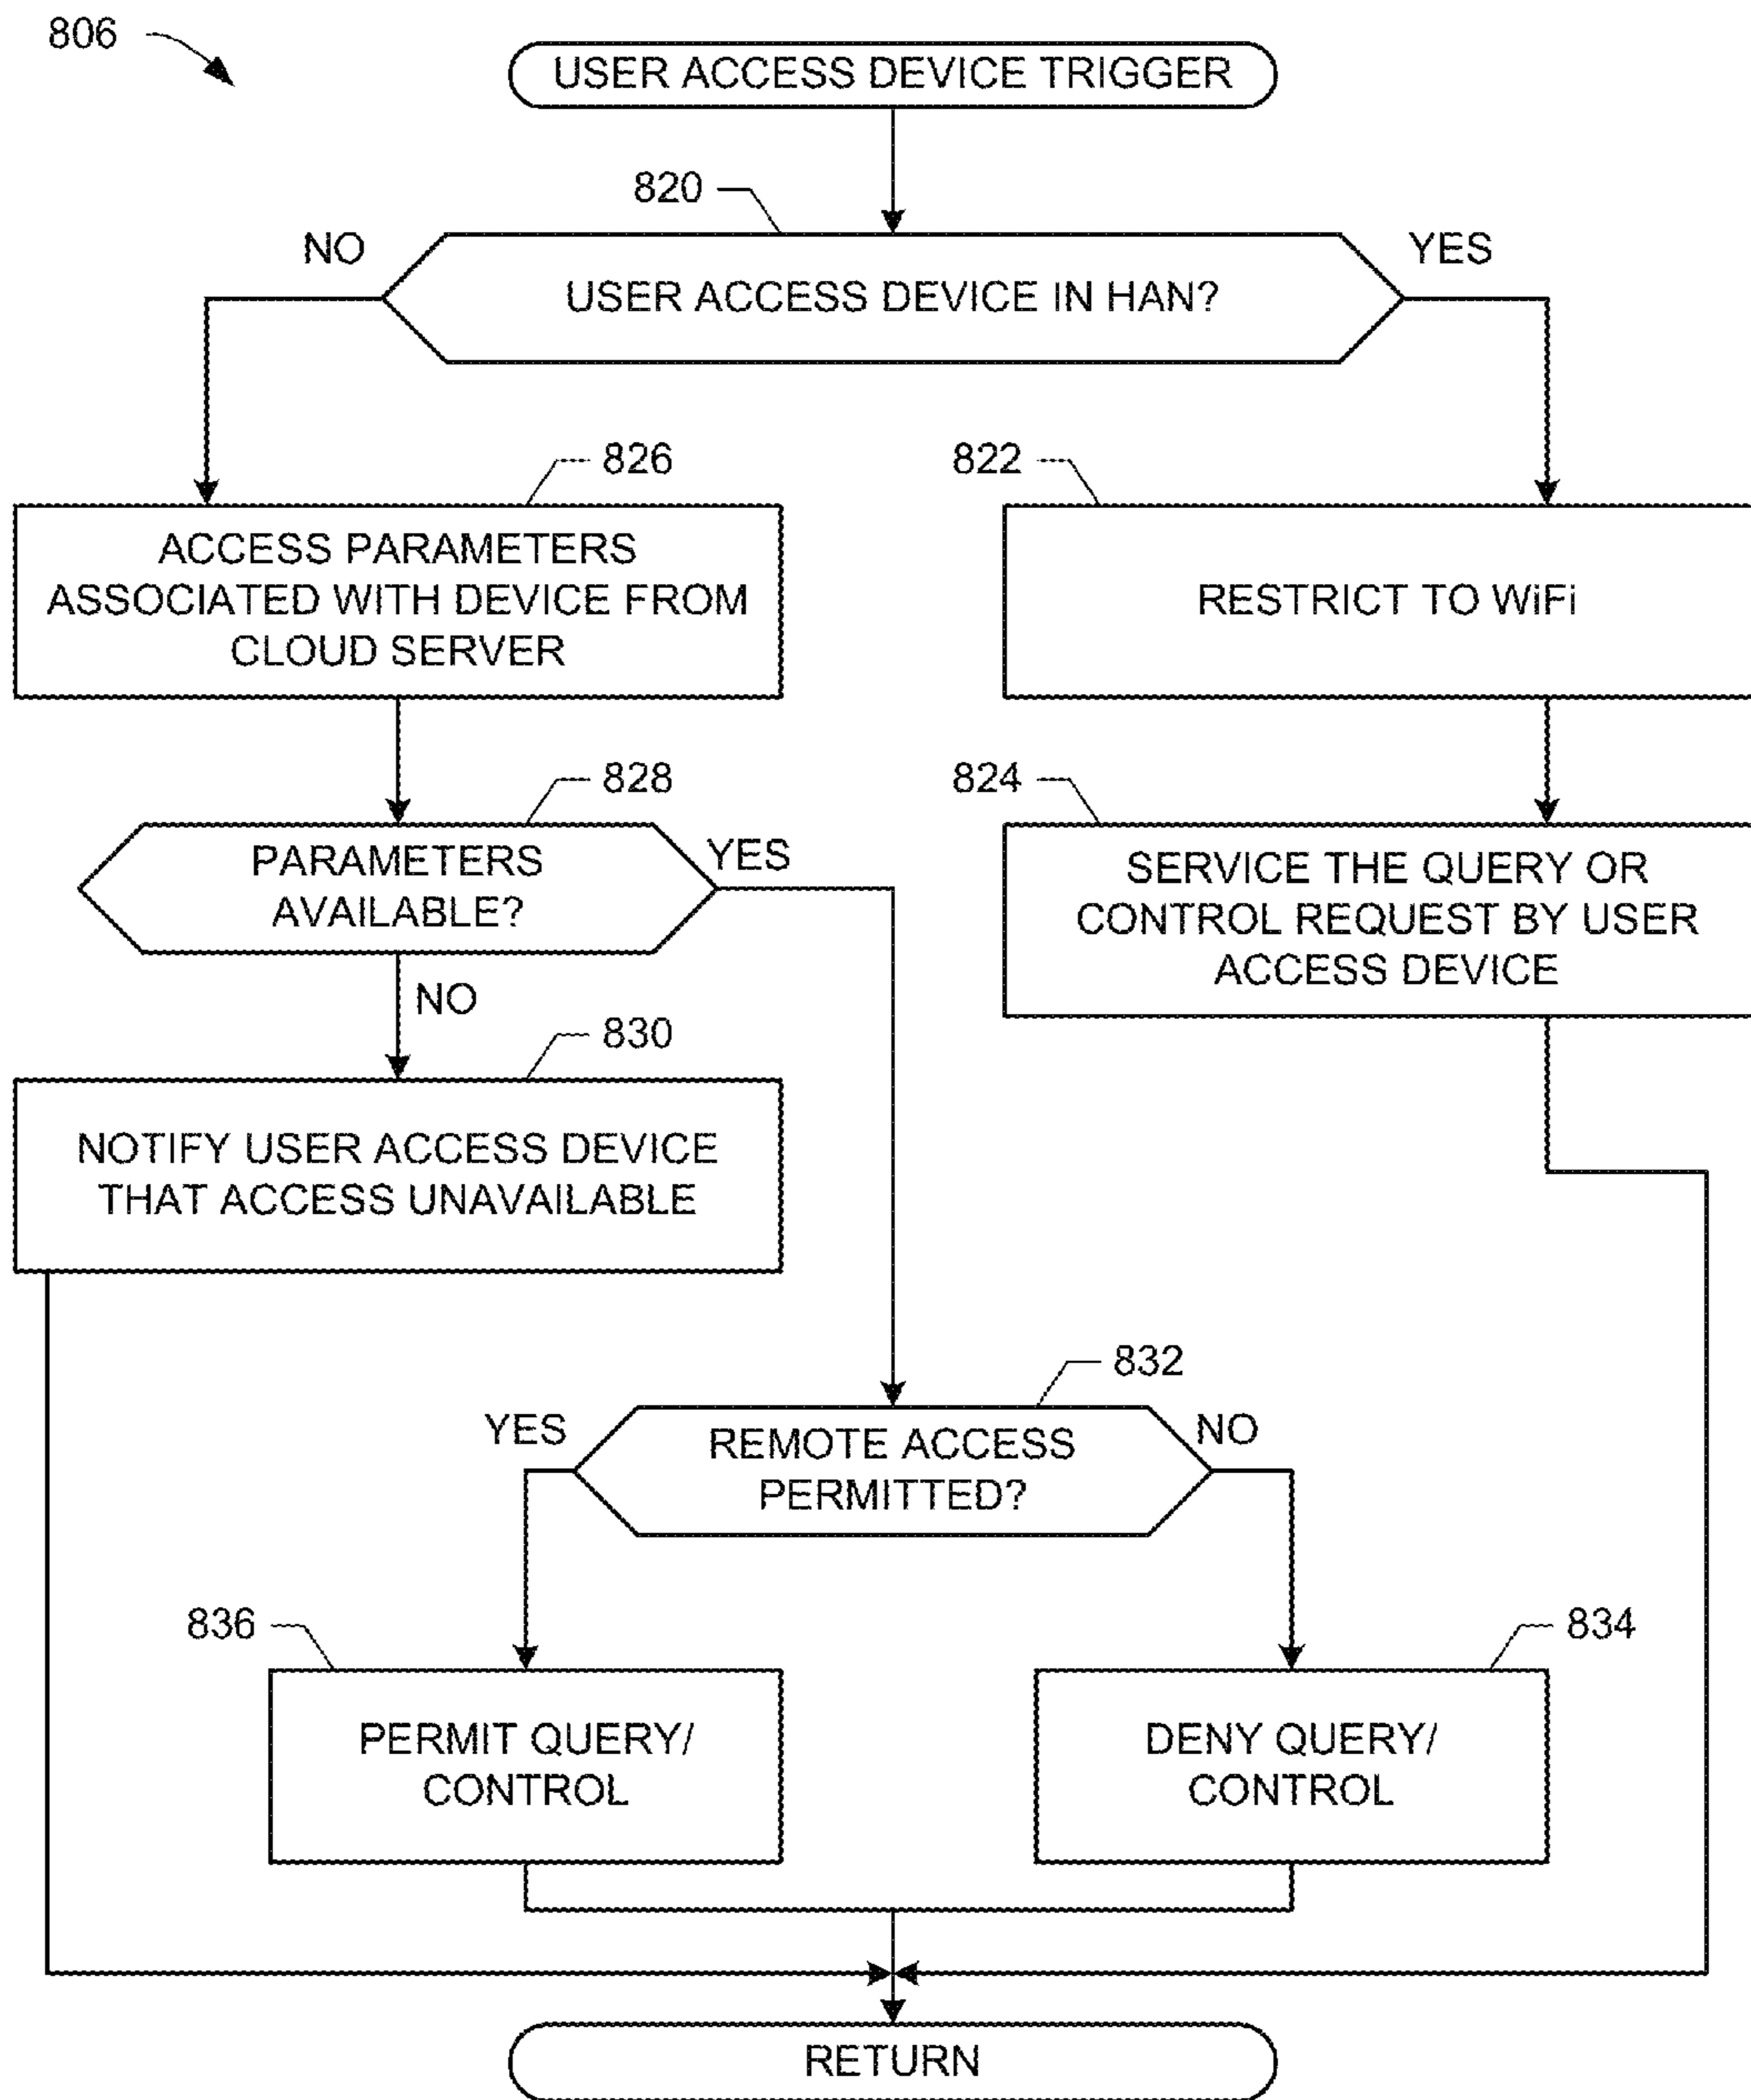 806
USER ACCESS DEVICE TRIGGER
820
NO
YES
USER ACCESS DEVICE IN HAN?
826
822
ACCESS PARAMETERS
ASSOCIATED WITH DEVICE FROM
CLOUD SERVER
RESTRICT TO WiFi
828
824
PARAMETERS
AVAILABLE?
YES
SERVICE THE QUERY OR
CONTROL REQUEST BY USER
ACCESS DEVICE
NO
830
NOTIFY USER ACCESS DEVICE
THAT ACCESS UNAVAILABLE
832
YES
NO
REMOTE ACCESS
PERMITTED?
836
834
PERMIT QUERY/
CONTROL
DENY QUERY/
CONTROL
RETURN